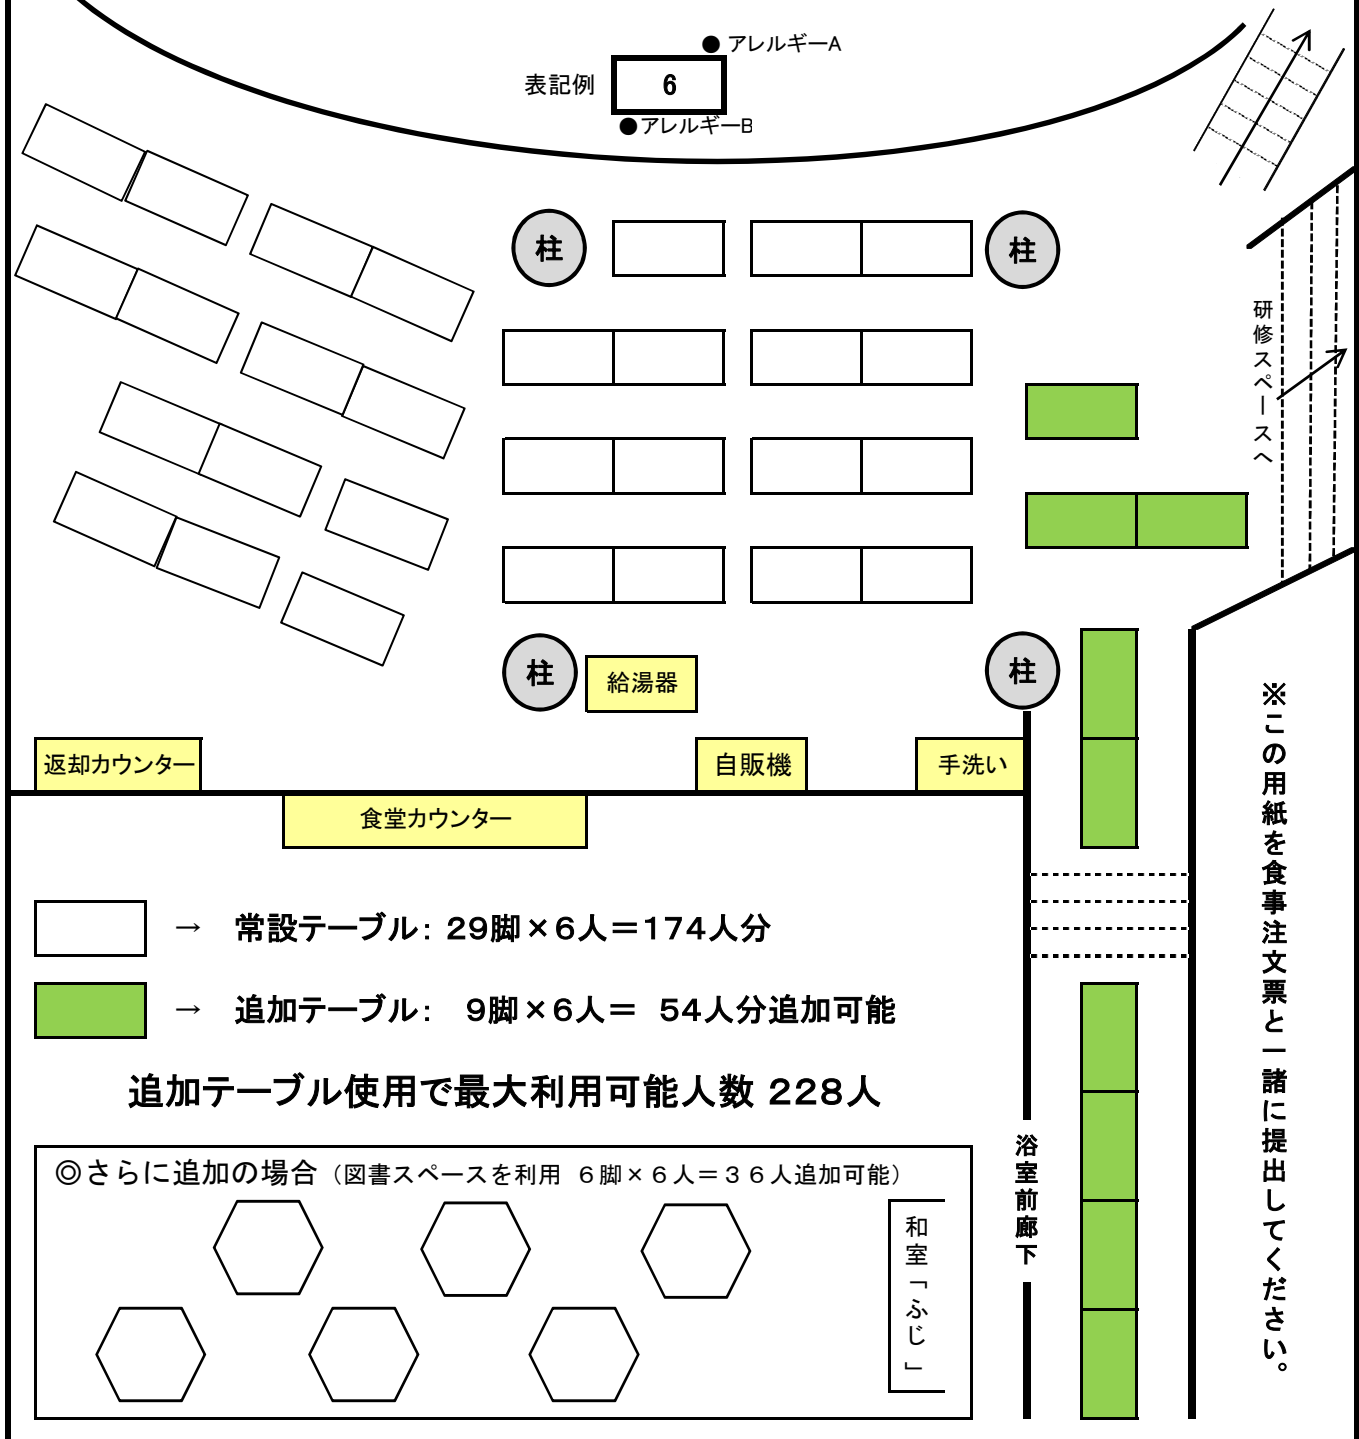 ●アレルギーA
表記例
6
●アレルギーB
柱
柱
研修スペースへ
柱
給湯器
柱
返却カウンター
自販機
手洗い
食堂カウンター
→ 常設テーブル：29脚×6人＝174人分
→ 追加テーブル： 9脚×6人＝ 54人分追加可能
追加テーブル使用で最大利用可能人数 228人
◎さらに追加の場合（図書スペースを利用 ６脚×６人＝３６人追加可能）
和室「ふじ」
浴室前廊下
※この用紙を食事注文票と一諸に提出してください。